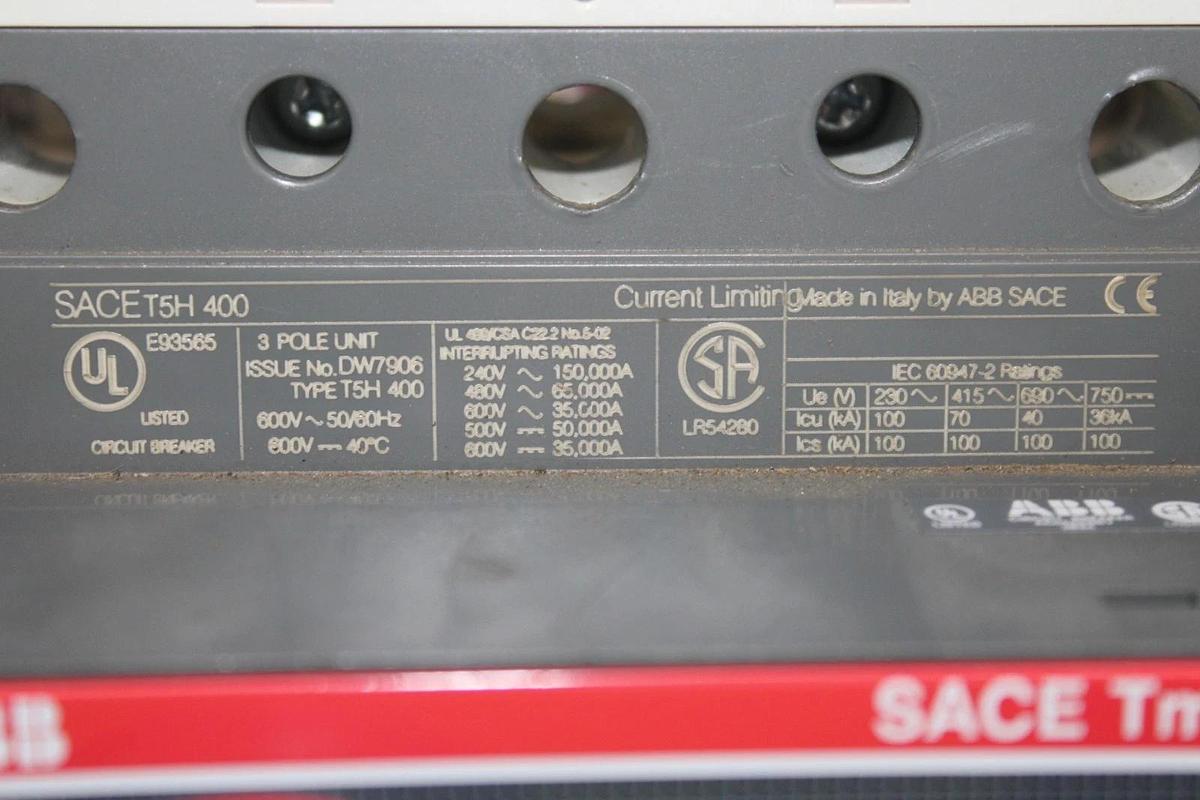 SACE T5H 400 Current Limiting Made in Italy by ABB SACE CE
UL
E93565
LISTED
CIRCUIT BREAKER
3 POLE UNIT
ISSUE No. DW7906
TYPE T5H 400
600V ~ 50/60Hz
600V ⎓ 40°C
UL 489/CSA C22.2 No.5-02
INTERRUPTING RATINGS
240V ~ 150,000A
480V ~ 65,000A
600V ~ 35,000A
500V ⎓ 50,000A
600V ⎓ 35,000A
SA
LR54280
IEC 60947-2 Ratings
Ue (V) 230 ~ 415 ~ 690 ~ 750 ⎓
Icu (kA) 100 70 40 36kA
Ics (kA) 100 100 100 100
UL ABB SA
BB SACE Tm